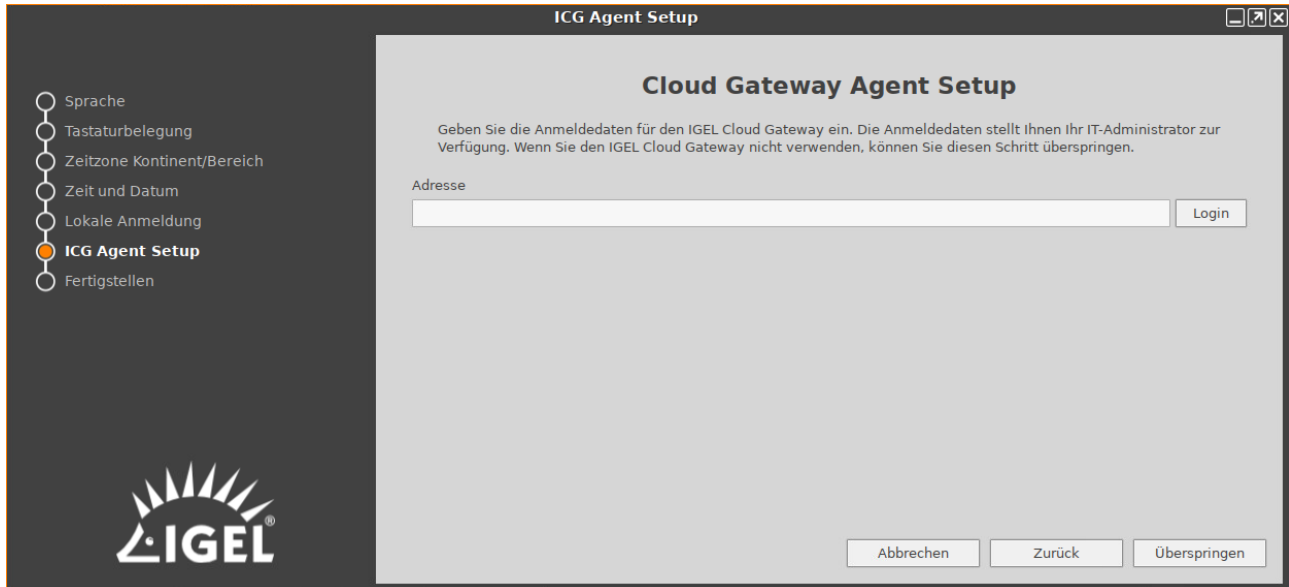 ICG Agent Setup
Sprache
Tastaturbelegung
Zeitzone Kontinent/Bereich
Zeit und Datum
Lokale Anmeldung
ICG Agent Setup
Fertigstellen
IGEL®
Cloud Gateway Agent Setup
Geben Sie die Anmeldedaten für den IGEL Cloud Gateway ein. Die Anmeldedaten stellt Ihnen Ihr IT-Administrator zur
Verfügung. Wenn Sie den IGEL Cloud Gateway nicht verwenden, können Sie diesen Schritt überspringen.
Adresse
Login
Abbrechen
Zurück
Überspringen